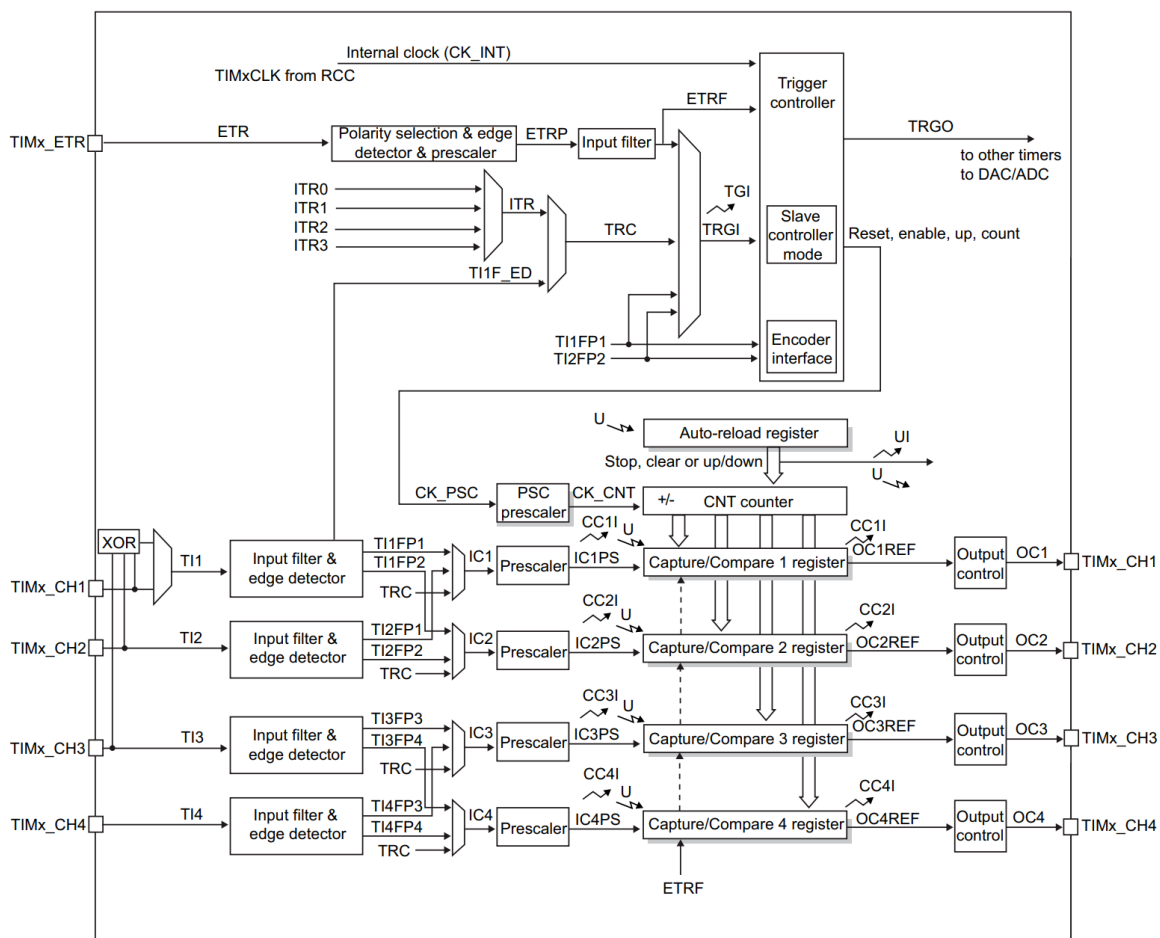 Internal clock (CK_INT)
TIMxCLK from RCC
Trigger
controller
ETRF
TIMx_ETR
ETR
Polarity selection & edge
detector & prescaler
ETRP
Input filter
TRGO
to other timers
to DAC/ADC
ITR0
ITR1
ITR2
ITR3
ITR
TGI
TRC
TRGI
Slave
controller
mode
Reset, enable, up, count
TI1F_ED
TI1FP1
TI2FP2
Encoder
interface
U
Auto-reload register
Stop, clear or up/down
UI
U
CK_PSC
PSC
prescaler
CK_CNT
+/-
CNT counter
XOR
TI1
Input filter &
edge detector
TI1FP1
TI1FP2
TRC
IC1
Prescaler
IC1PS
CC1I
U
Capture/Compare 1 register
CC1I
OC1REF
Output
control
OC1
TIMx_CH1
TIMx_CH1
TIMx_CH2
TI2
Input filter &
edge detector
TI2FP1
TI2FP2
TRC
IC2
Prescaler
IC2PS
CC2I
U
Capture/Compare 2 register
CC2I
OC2REF
Output
control
OC2
TIMx_CH2
TIMx_CH3
TI3
Input filter &
edge detector
TI3FP3
TI3FP4
TRC
IC3
Prescaler
IC3PS
CC3I
U
Capture/Compare 3 register
CC3I
OC3REF
Output
control
OC3
TIMx_CH3
TIMx_CH4
TI4
Input filter &
edge detector
TI4FP3
TI4FP4
TRC
IC4
Prescaler
IC4PS
CC4I
U
Capture/Compare 4 register
CC4I
OC4REF
Output
control
OC4
TIMx_CH4
ETRF